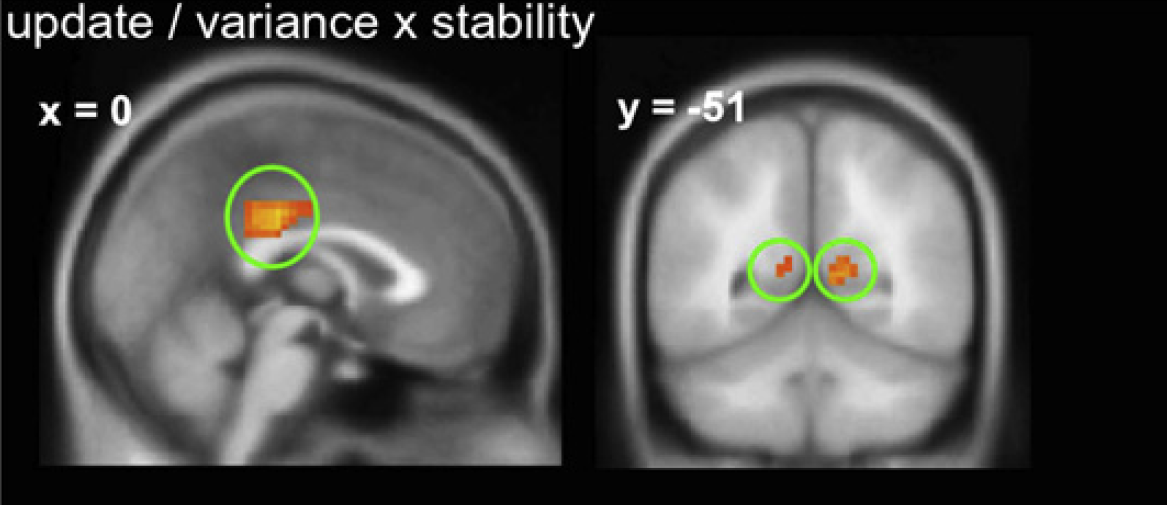 update / variance x stability
x = 0
y = -51